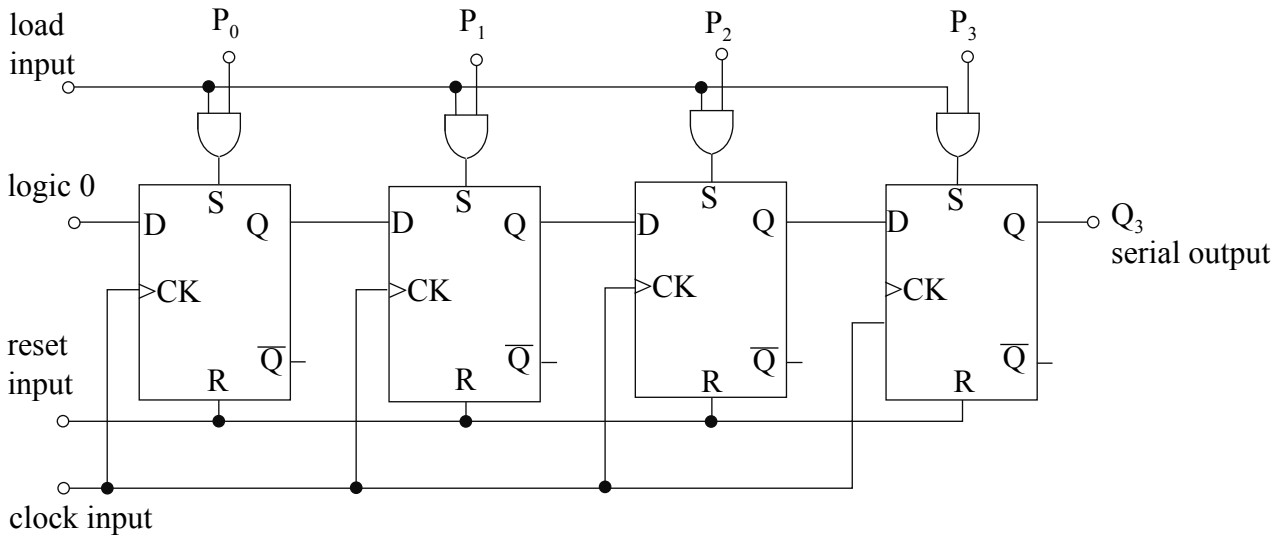 load
input
P₀
P₁
P₂
P₃
logic 0
S
D
Q
CK
Q̅
R
S
D
Q
CK
Q̅
R
S
D
Q
CK
Q̅
R
S
D
Q
CK
Q̅
R
Q₃
serial output
reset
input
clock input